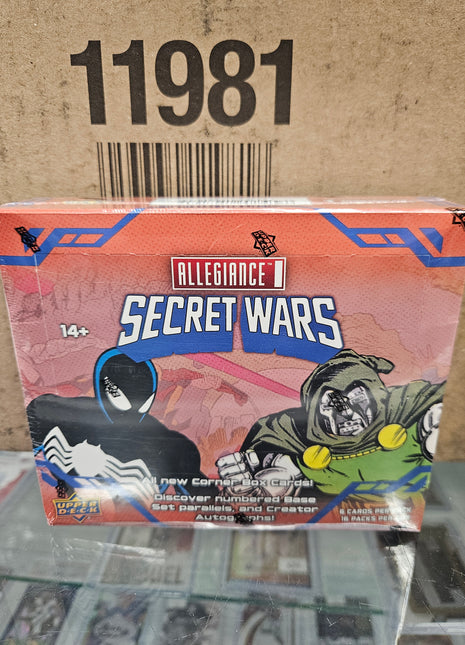 11981
ALLEGIANCE™
SECRET WARS
14+
All new Corner Box Cards!
Discover numbered Base
Set parallels, and Creator
Autographs!
UPPER
DECK
6 CARDS PER PACK
16 PACKS PER